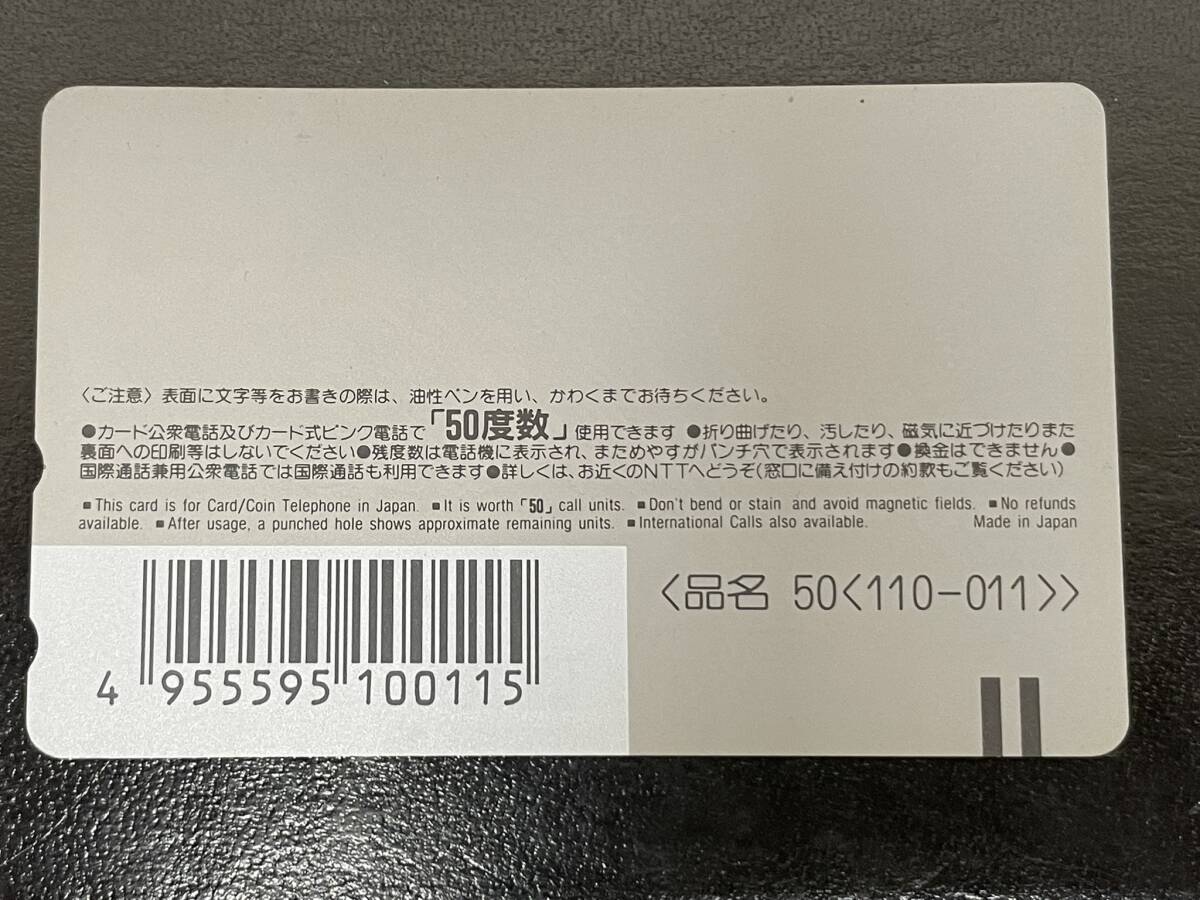 〈ご注意〉表面に文字等をお書きの際は、油性ペンを用い、かわくまでお待ちください。
●カード公衆電話及びカード式ピンク電話で「50度数」使用できます ●折り曲げたり、汚したり、磁気に近づけたりまた
裏面への印刷等はしないでください●残度数は電話機に表示され、まためやすがパンチ穴で表示されます●換金はできません●
国際通話兼用公衆電話では国際通話も利用できます●詳しくは、お近くのNTTへどうぞ(窓口に備え付けの約款もご覧ください)
■This card is for Card/Coin Telephone in Japan. ■It is worth「50」call units. ■Don't bend or stain and avoid magnetic fields. ■No refunds
available. ■After usage, a punched hole shows approximate remaining units. ■International Calls also available. Made in Japan
<品名 50<110-011>>
4 955595 100115